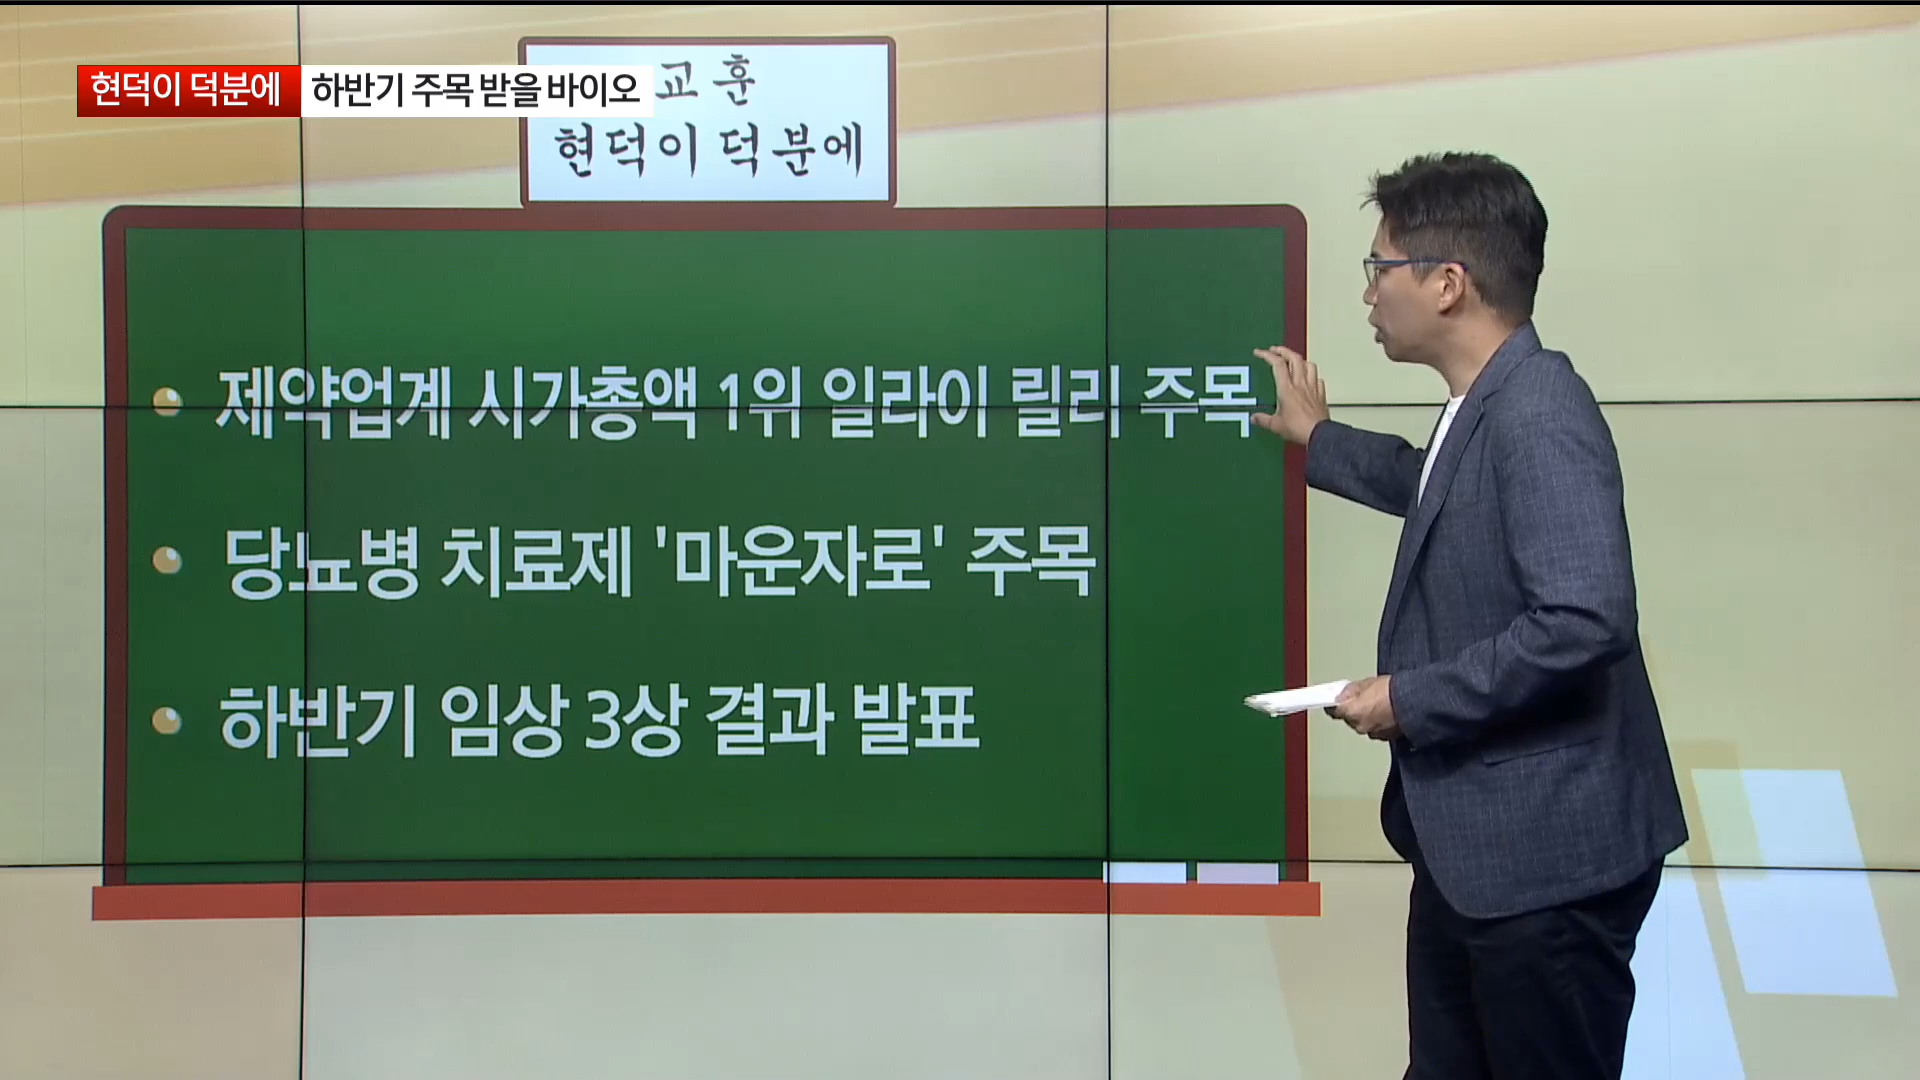 현덕이 덕분에 하반기 주목 받을 바이오
교훈
현덕이 덕분에
제약업계 시가총액 1위 일라이 릴리 주목
당뇨병 치료제 '마운자로' 주목
하반기 임상 3상 결과 발표